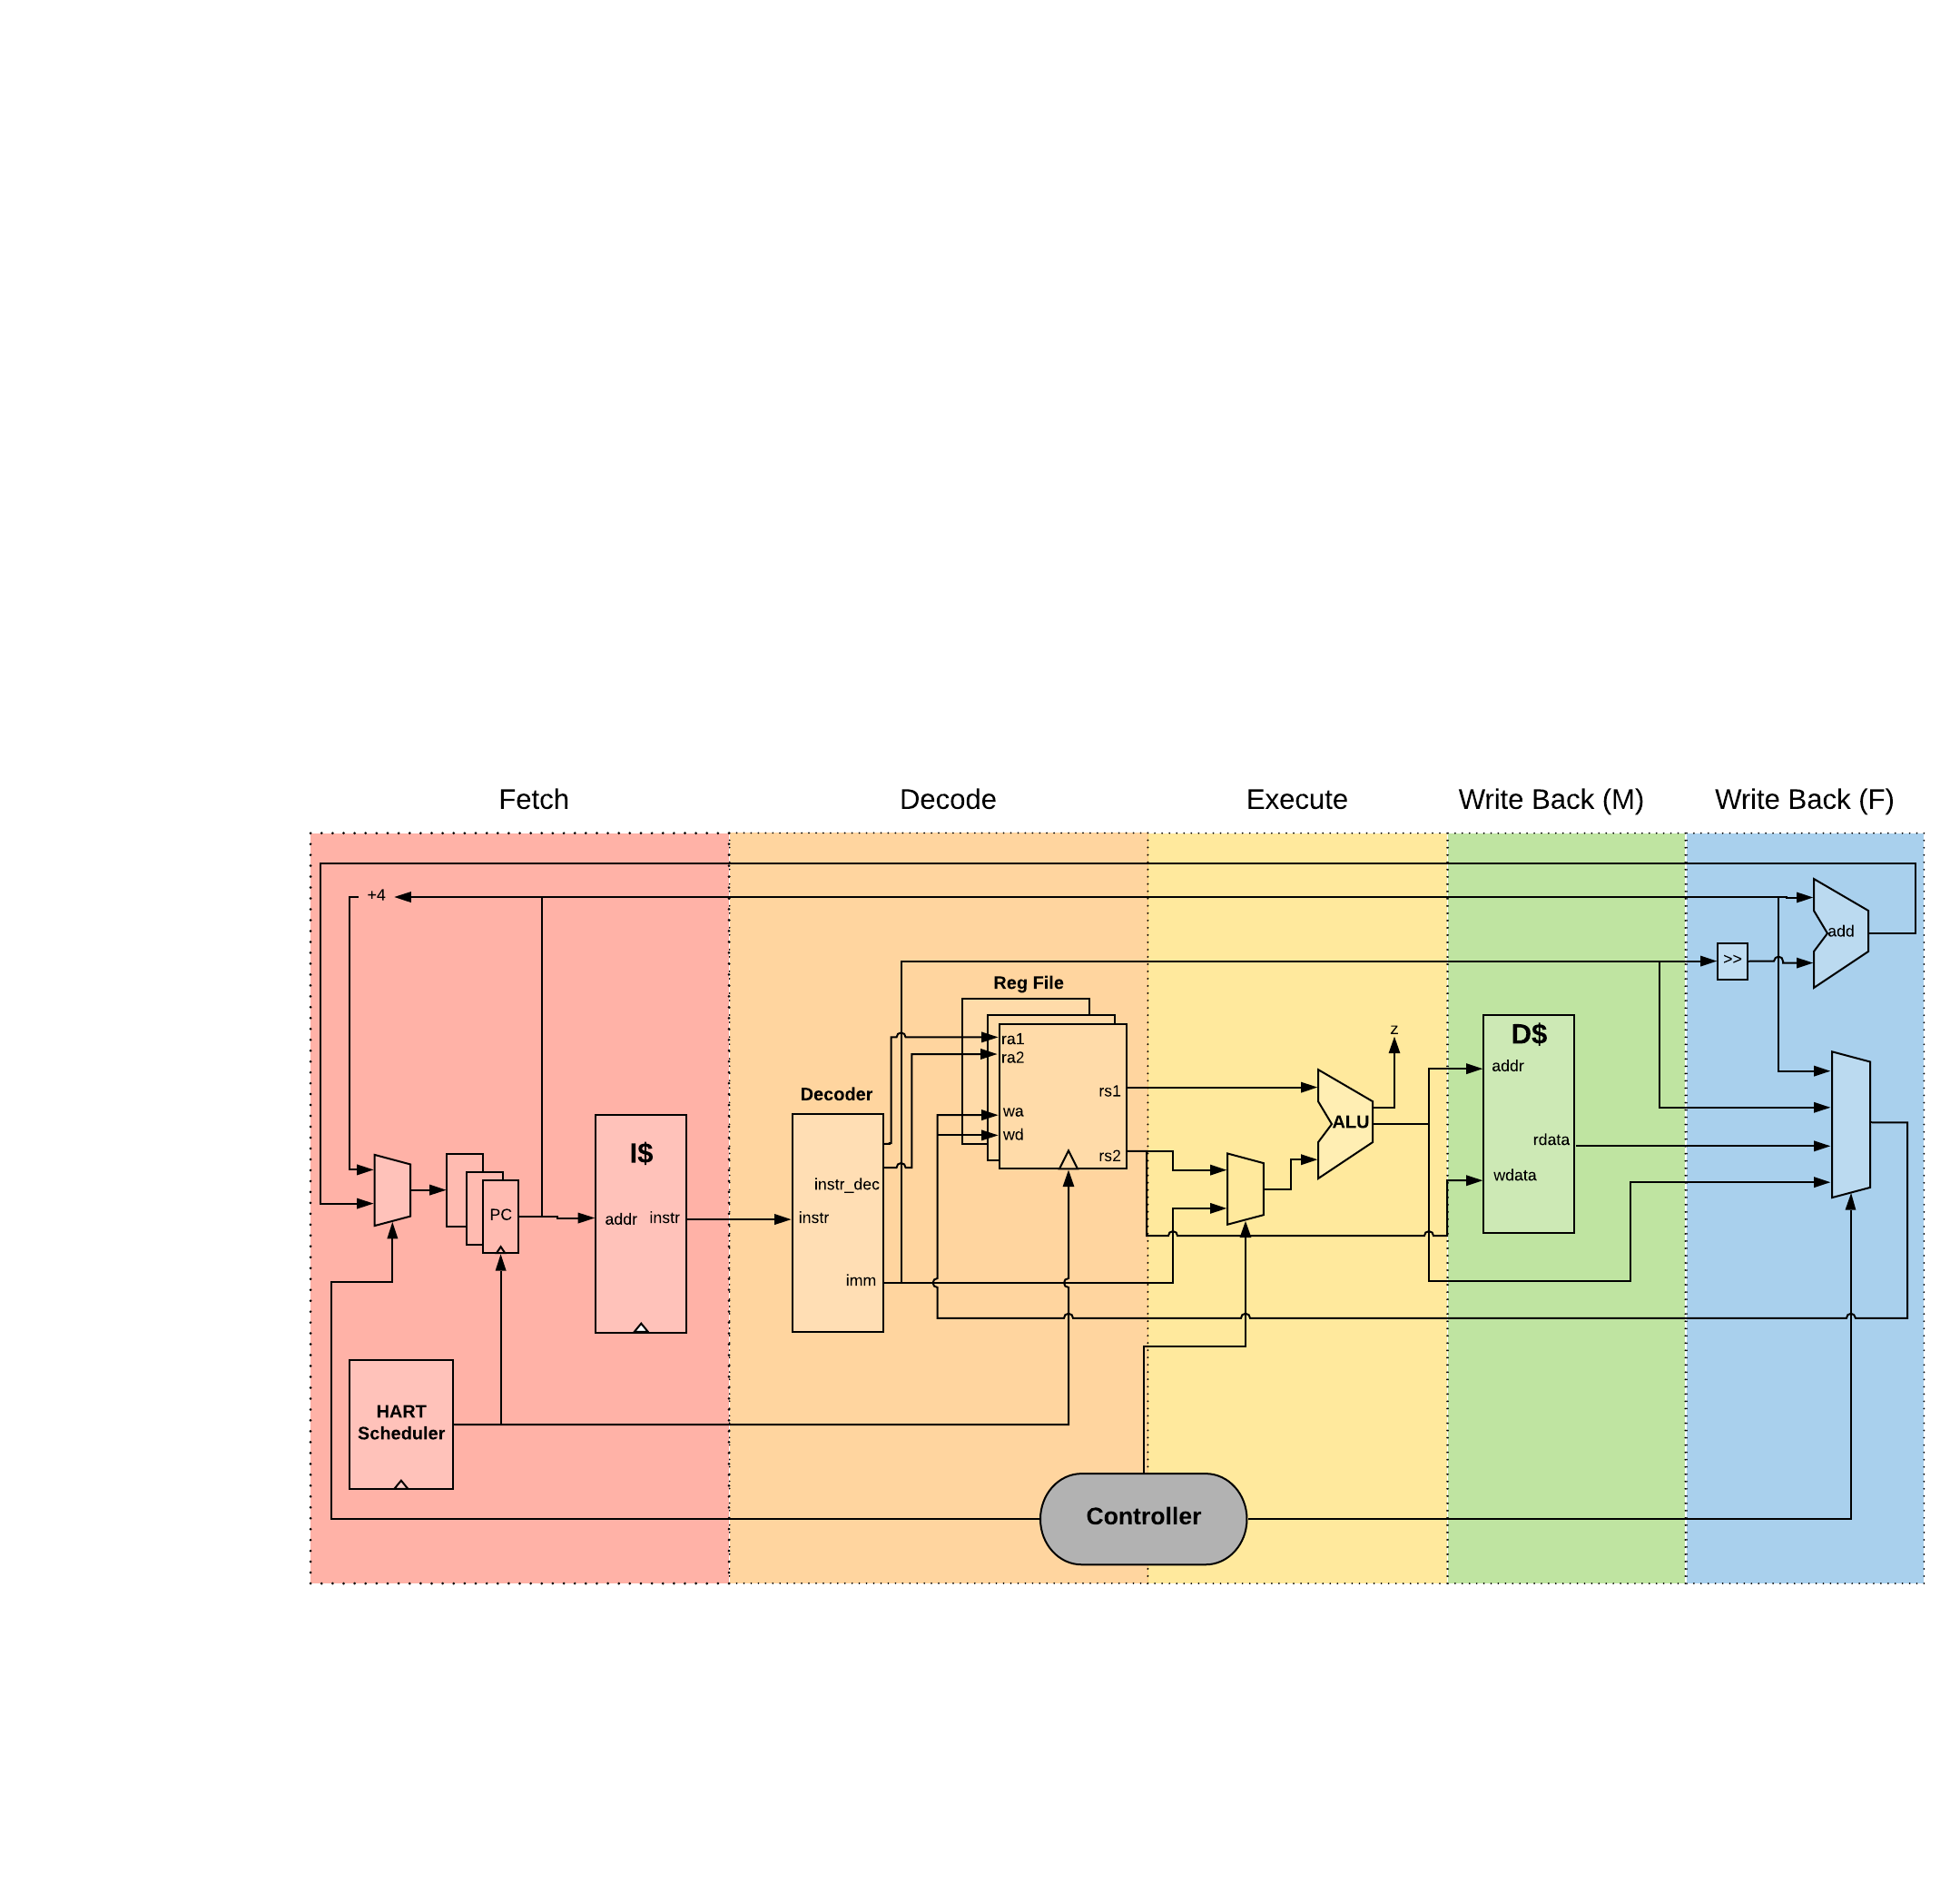 Fetch
Decode
Execute
Write Back (M)
Write Back (F)
+4
add
>>
Reg File
ra1
ra2
wa
wd
rs1
rs2
z
D$
addr
rdata
wdata
Decoder
instr_dec
instr
imm
ALU
I$
addr
instr
PC
HART
Scheduler
Controller